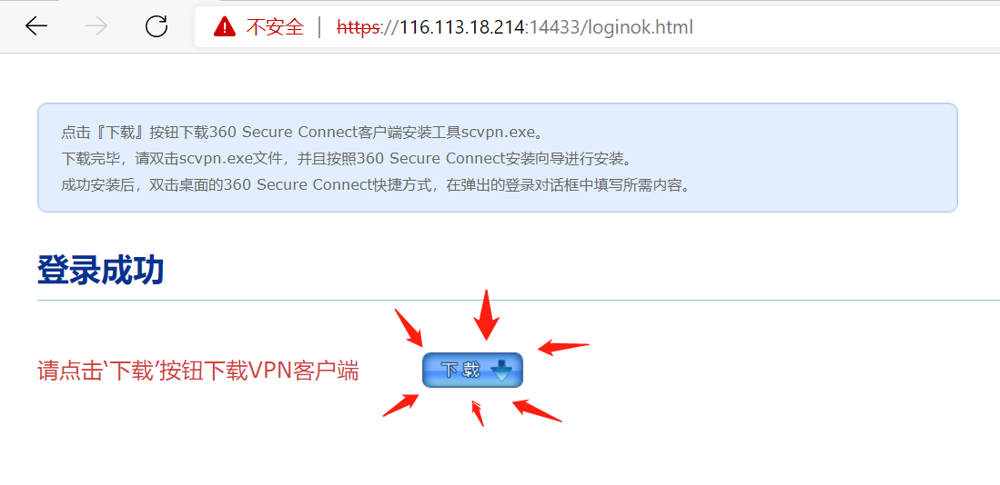 不安全 | https://116.113.18.214:14433/loginok.html
点击『下载』按钮下载360 Secure Connect客户端安装工具scvpn.exe。
下载完毕，请双击scvpn.exe文件，并且按照360 Secure Connect安装向导进行安装。
成功安装后，双击桌面的360 Secure Connect快捷方式，在弹出的登录对话框中填写所需内容。
登录成功
请点击‘下载’按钮下载VPN客户端
下载